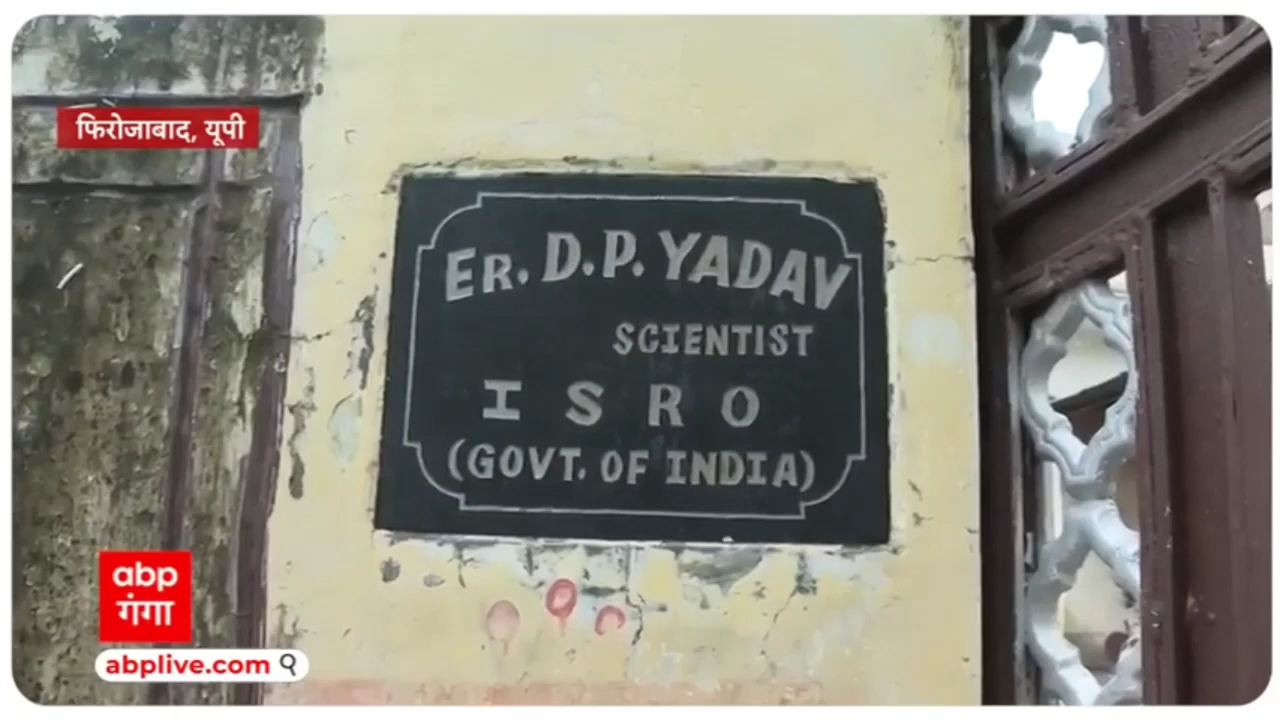 फिरोजाबाद, यूपी
ER. D.P. YADAV
SCIENTIST
ISRO
(GOVT. OF INDIA)
abp
गंगा
abplive.com